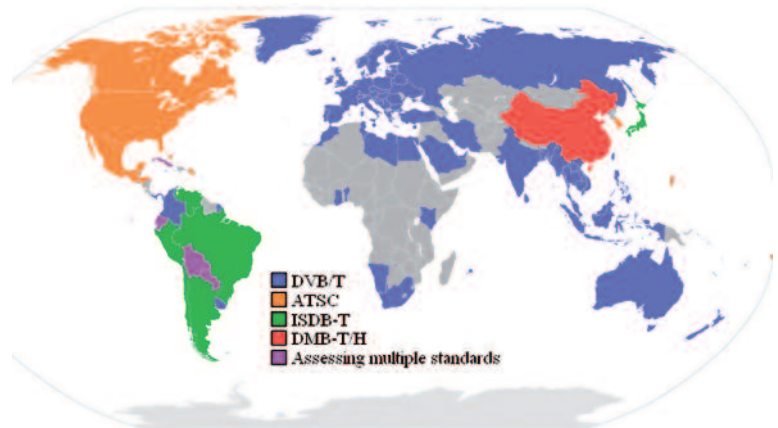 DVB/T
ATSC
ISDB-T
DMB-T/H
Assessing multiple standards